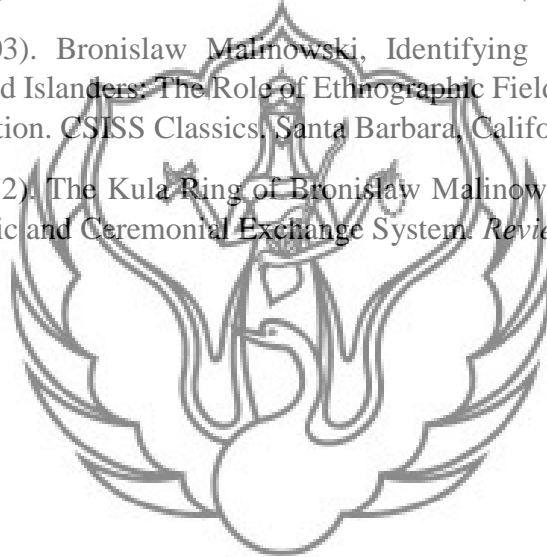 03). Bronislaw Malinowski, Identifying
d Islanders: The Role of Ethnographic Field
tion. CSISS Classics. Santa Barbara, Califo
2). The Kula Ring of Bronislaw Malinow
ic and Ceremonial Exchange System. Revie